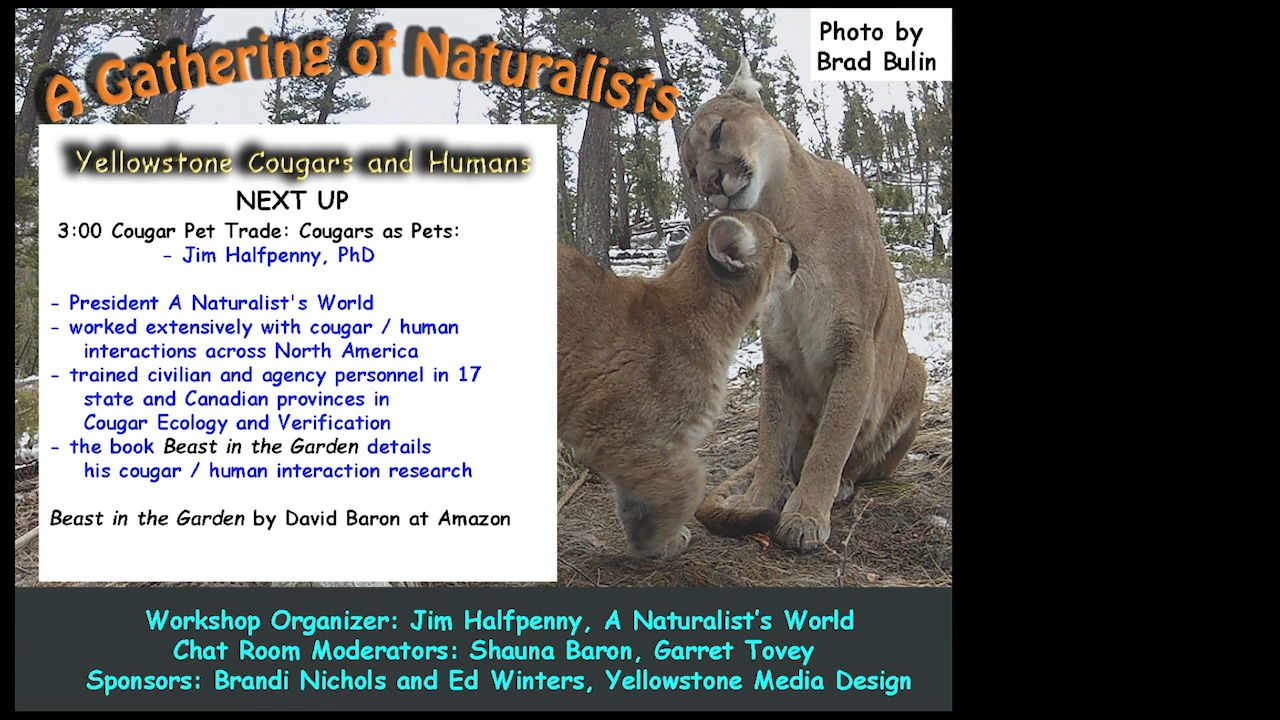 A Gathering of Naturalists
Photo by
Brad Bulin
Yellowstone Cougars and Humans
NEXT UP
3:00 Cougar Pet Trade: Cougars as Pets:
- Jim Halfpenny, PhD
- President A Naturalist's World
- worked extensively with cougar / human
interactions across North America
- trained civilian and agency personnel in 17
state and Canadian provinces in
Cougar Ecology and Verification
- the book Beast in the Garden details
his cougar / human interaction research
Beast in the Garden by David Baron at Amazon
Workshop Organizer: Jim Halfpenny, A Naturalist's World
Chat Room Moderators: Shauna Baron, Garret Tovey
Sponsors: Brandi Nichols and Ed Winters, Yellowstone Media Design